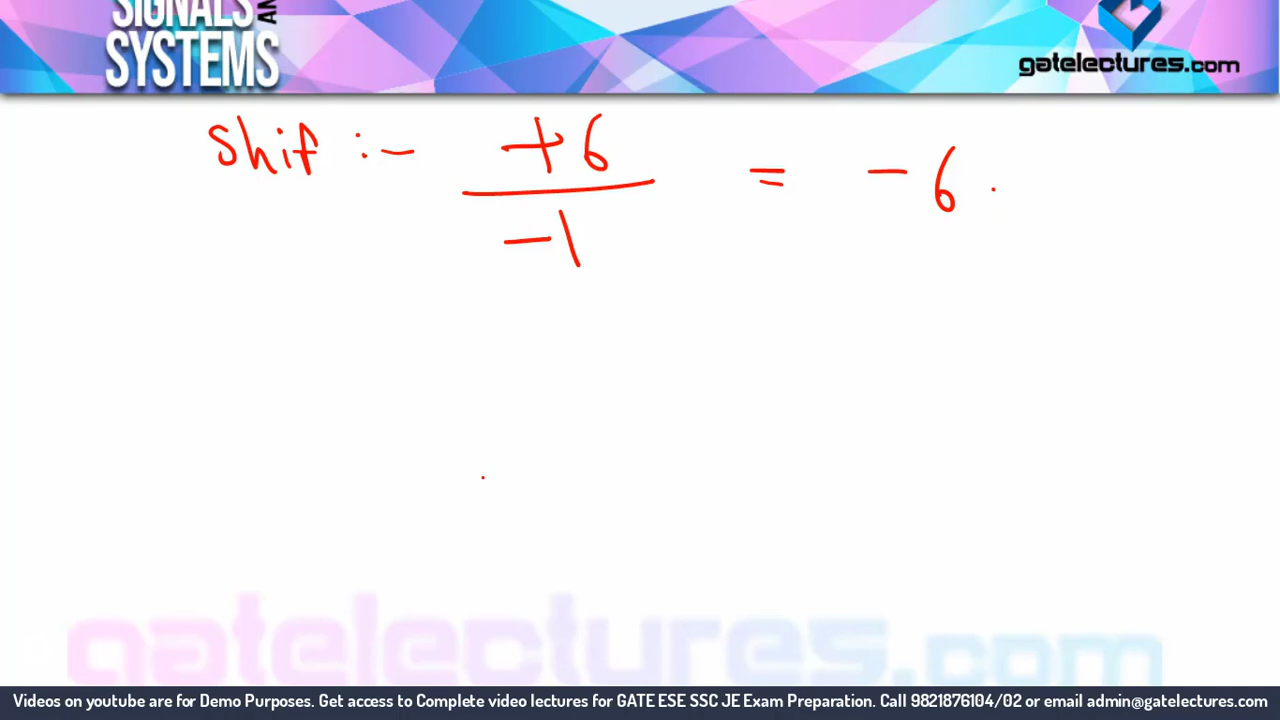 SIGNALS AND
SYSTEMS
gatelectures.com
Shif :- +6 / -1 = -6.
gatelectures.com
Videos on youtube are for Demo Purposes. Get access to Complete video lectures for GATE ESE SSC JE Exam Preparation. Call 9821876104/02 or email admin@gatelectures.com